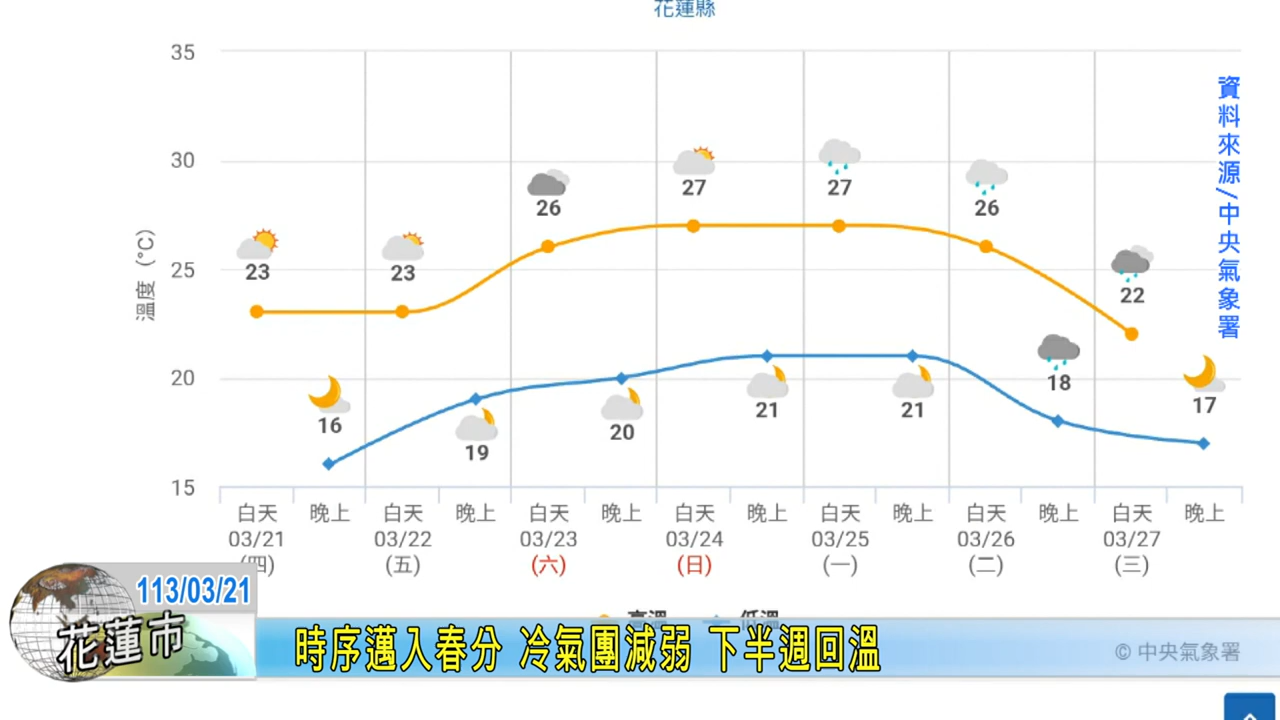 花蓮縣
35
30
25
20
15
溫度 (°C)
23
23
26
27
27
26
22
16
19
20
21
21
18
17
白天 晚上 白天 晚上 白天 晚上 白天 晚上 白天 晚上 白天 晚上 白天 晚上
03/21 03/22 03/23 03/24 03/25 03/26 03/27
(四) (五) (六) (日) (一) (二) (三)
高溫 低溫
資料來源/中央氣象署
113/03/21
花蓮市
時序邁入春分 冷氣團減弱 下半週回溫
© 中央氣象署